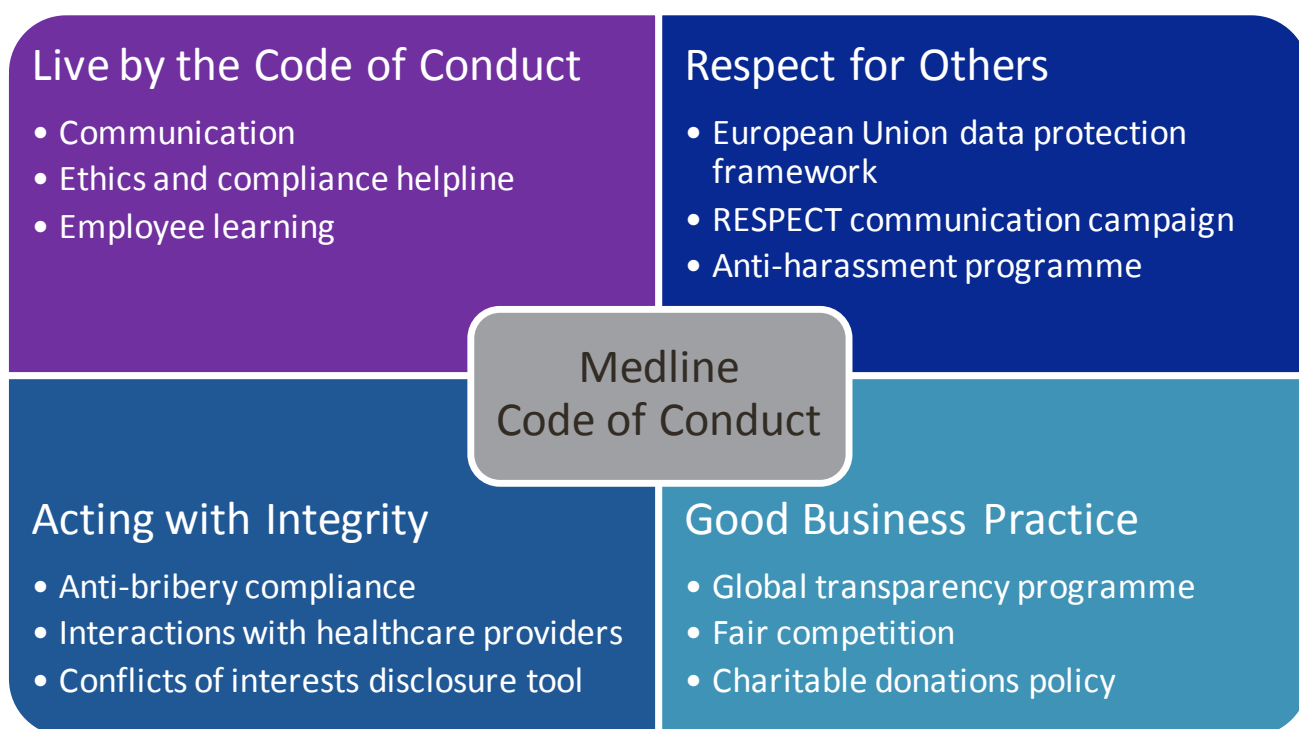 Live by the Code of Conduct
• Communication
• Ethics and compliance helpline
• Employee learning
Respect for Others
• European Union data protection
framework
• RESPECT communication campaign
• Anti-harassment programme
Medline
Code of Conduct
Acting with Integrity
• Anti-bribery compliance
• Interactions with healthcare providers
• Conflicts of interests disclosure tool
Good Business Practice
• Global transparency programme
• Fair competition
• Charitable donations policy